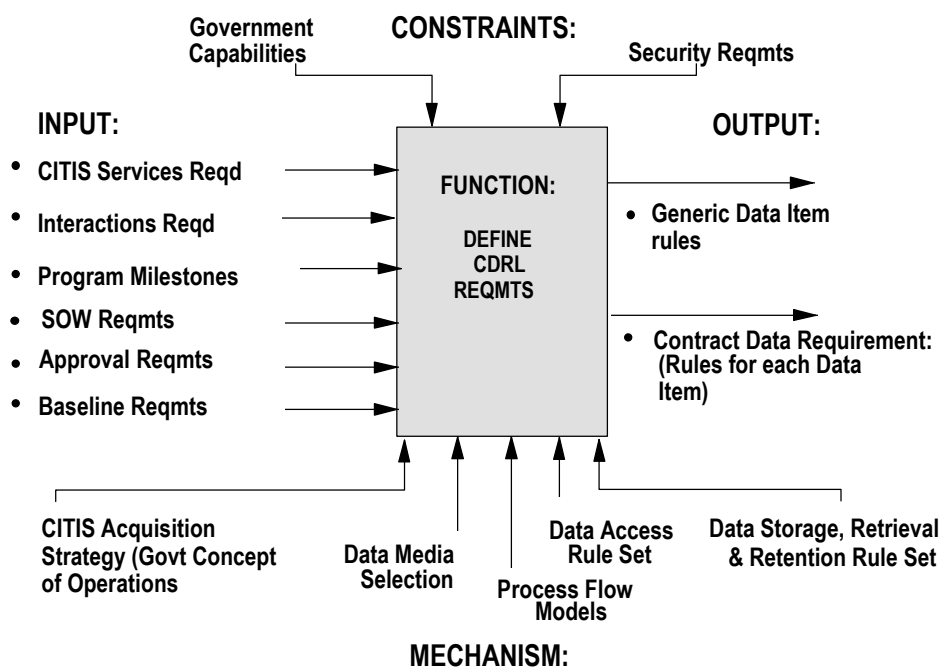 Government
Capabilities
CONSTRAINTS:
Security Reqmts
INPUT:
• CITIS Services Reqd
• Interactions Reqd
• Program Milestones
• SOW Reqmts
• Approval Reqmts
• Baseline Reqmts
FUNCTION:
DEFINE
CDRL
REQMTS
OUTPUT:
• Generic Data Item
rules
• Contract Data Requirement:
(Rules for each Data
Item)
CITIS Acquisition
Strategy (Govt Concept
of Operations
Data Media
Selection
Process Flow
Models
Data Access
Rule Set
Data Storage, Retrieval
& Retention Rule Set
MECHANISM: